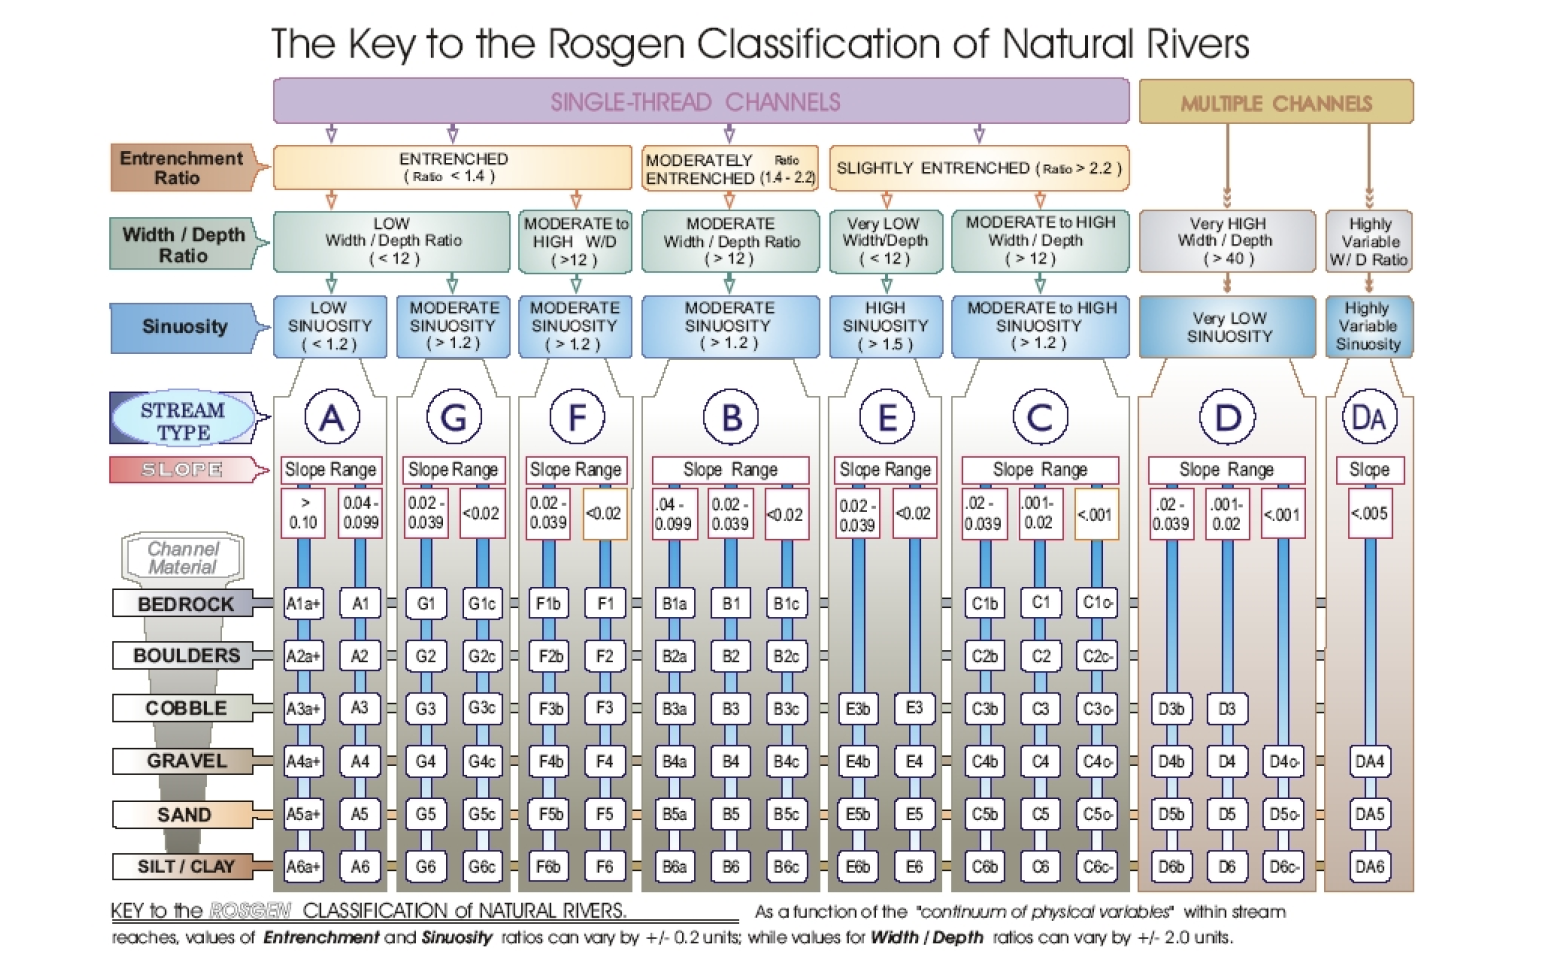 The Key to the Rosgen Classification of Natural Rivers
SINGLE-THREAD CHANNELS
MULTIPLE CHANNELS
Entrenchment
Ratio
ENTRENCHED
( Ratio < 1.4 )
MODERATELY Ratio
ENTRENCHED (1.4 - 2.2)
SLIGHTLY ENTRENCHED ( Ratio > 2.2 )
Width / Depth
Ratio
LOW
Width / Depth Ratio
( < 12 )
MODERATE to
HIGH W/D
( >12 )
MODERATE
Width / Depth Ratio
( > 12 )
Very LOW
Width/Depth
( < 12 )
MODERATE to HIGH
Width / Depth
( > 12 )
Very HIGH
Width / Depth
( > 40 )
Highly
Variable
W / D Ratio
Sinuosity
LOW
SINUOSITY
( < 1.2 )
MODERATE
SINUOSITY
( > 1.2 )
MODERATE
SINUOSITY
( > 1.2 )
MODERATE
SINUOSITY
( > 1.2 )
HIGH
SINUOSITY
( > 1.5 )
MODERATE to HIGH
SINUOSITY
( > 1.2 )
Very LOW
SINUOSITY
Highly
Variable
Sinuosity
STREAM
TYPE
A G F B E C D DA
SLOPE
Slope Range Slope Range Slope Range Slope Range Slope Range Slope Range Slope Range Slope
>
0.10
0.04 -
0.099
0.02 -
0.039
<0.02
0.02 -
0.039
<0.02
.04 -
0.099
0.02 -
0.039
<0.02
0.02 -
0.039
<0.02
.02 -
0.039
.001-
0.02
<.001
.02 -
0.039
.001-
0.02
<.001
<.005
Channel
Material
BEDROCK A1a+ A1 G1 G1c F1b F1 B1a B1 B1c C1b C1 C1c-
BOULDERS A2a+ A2 G2 G2c F2b F2 B2a B2 B2c C2b C2 C2c-
COBBLE A3a+ A3 G3 G3c F3b F3 B3a B3 B3c E3b E3 C3b C3 C3c- D3b D3
GRAVEL A4a+ A4 G4 G4c F4b F4 B4a B4 B4c E4b E4 C4b C4 C4c- D4b D4 D4c- DA4
SAND A5a+ A5 G5 G5c F5b F5 B5a B5 B5c E5b E5 C5b C5 C5c- D5b D5 D5c- DA5
SILT / CLAY A6a+ A6 G6 G6c F6b F6 B6a B6 B6c E6b E6 C6b C6 C6c- D6b D6 D6c- DA6
KEY to the ROSGEN CLASSIFICATION of NATURAL RIVERS. As a function of the "continuum of physical variables" within stream
reaches, values of Entrenchment and Sinuosity ratios can vary by +/- 0.2 units; while values for Width / Depth ratios can vary by +/- 2.0 units.